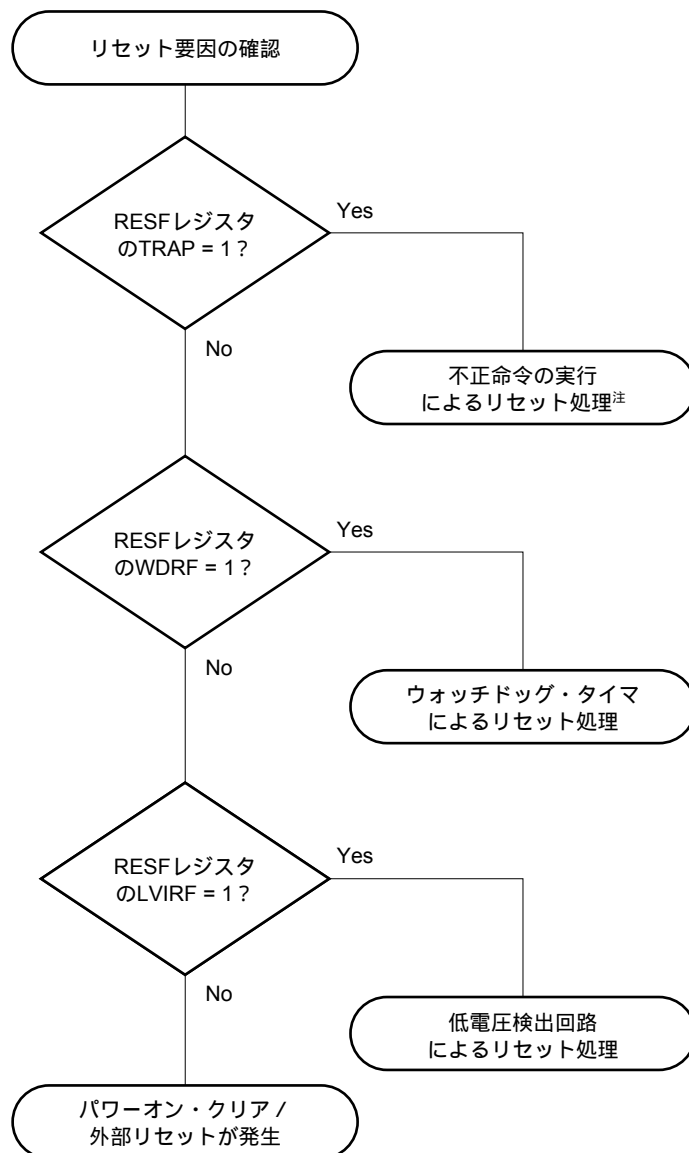 リセット要因の確認
RESFレジスタ
のTRAP = 1？
Yes
No
不正命令の実行
によるリセット処理注
RESFレジスタ
のWDRF = 1？
Yes
No
ウォッチドッグ・タイマ
によるリセット処理
RESFレジスタ
のLVIRF = 1？
Yes
No
低電圧検出回路
によるリセット処理
パワーオン・クリア /
外部リセットが発生